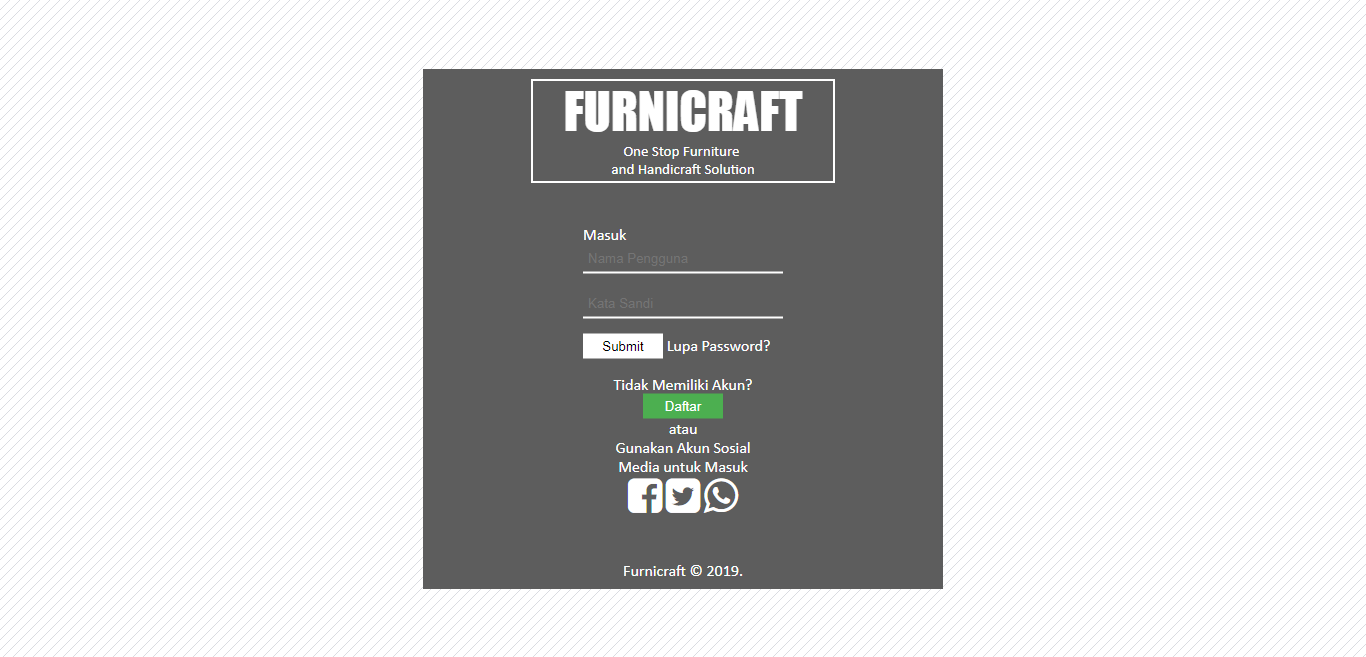 FURNICRAFT
One Stop Furniture
and Handicraft Solution
Masuk
Nama Pengguna
Kata Sandi
Submit Lupa Password?
Tidak Memiliki Akun?
Daftar
atau
Gunakan Akun Sosial
Media untuk Masuk
Furnicraft © 2019.